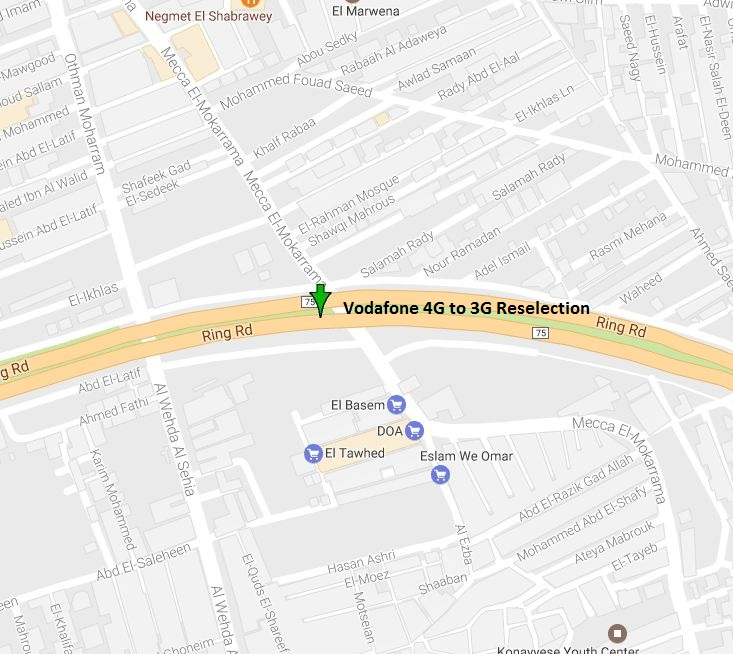 Imam
Negmet El Shabrawey
El Marwena
Adwi
Mawgood
Othman Moharram
Mecca El-Mokarrama
Abou Sedky
Rabaah Al Adaweya
Awlad Samaan
Rady Abd El-Aal
Saeed Nagy
El-Hussein
Arafat
El-Nasir Salah El-Deen
oud Sallam
Mohammed
ein Abd El-Latif
Mohammed Fouad Saeed
El-Ikhlas Ln
Khalf Rabaa
Mohammed
aled Ibn Al Walid
Shafeek Gad
El-Sedeek
Mecca El-Mokarrama
El-Rahman Mosque
Shawqi Mahrous
Salamah Rady
ussein Abd El-Latif
Salamah Rady
Nour Ramadan
Adel Ismail
Rasmi Mehana
Ahmed Saee
Waheed
El-Ikhlas
75
Vodafone 4G to 3G Reselection
Ring Rd
75
Ring Rd
g Rd
Abd El-Latif
Ahmed Fathi
Al Wehda Al Sehia
El Basem
DOA
El Tawhed
Eslam We Omar
Mecca El-Mokarrama
Karim Mohammed
Abd El-Razik Gad Allah
Mohammed Abd El-Shafy
Ateya Mabrouk
El-Tayeb
Al Ezba
Abd El-Saleheen
Hasan Ashri
El-Moez
Shaaban
Motseian
El-Quds El-Shareef
Al Wehda A
een
Mahrou
El Khalifa
Ghoneim
Konayyese Youth Center